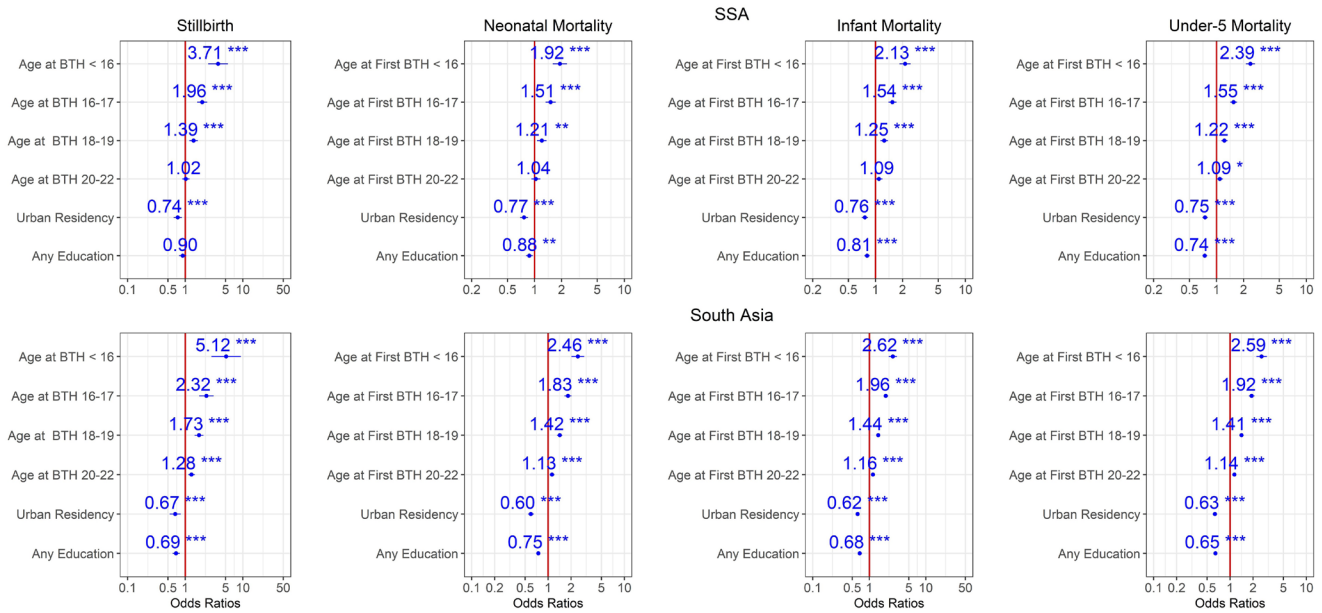 SSA
Stillbirth
Age at BTH < 16
3.71 ***
Age at BTH 16-17
1.96 ***
Age at  BTH 18-19
1.39 ***
Age at BTH 20-22
1.02
Urban Residency
0.74 ***
Any Education
0.90
0.1 0.5 1 5 10 50
Neonatal Mortality
Age at First BTH < 16
1.92 ***
Age at First BTH 16-17
1.51 ***
Age at First BTH 18-19
1.21 **
Age at First BTH 20-22
1.04
Urban Residency
0.77 ***
Any Education
0.88 **
0.1 0.2 0.5 1 2 5 10
Infant Mortality
Age at First BTH < 16
2.13 ***
Age at First BTH 16-17
1.54 ***
Age at First BTH 18-19
1.25 ***
Age at First BTH 20-22
1.09
Urban Residency
0.76 ***
Any Education
0.81 ***
0.2 0.5 1 2 5 10
Under-5 Mortality
Age at First BTH < 16
2.39 ***
Age at First BTH 16-17
1.55 ***
Age at First BTH 18-19
1.22 ***
Age at First BTH 20-22
1.09 *
Urban Residency
0.75 ***
Any Education
0.74 ***
0.2 0.5 1 2 5 10
South Asia
Age at BTH < 16
5.12 ***
Age at BTH 16-17
2.32 ***
Age at  BTH 18-19
1.73 ***
Age at BTH 20-22
1.28 ***
Urban Residency
0.67 ***
Any Education
0.69 ***
0.1 0.5 1 5 10 50
Odds Ratios
Age at First BTH < 16
2.46 ***
Age at First BTH 16-17
1.83 ***
Age at First BTH 18-19
1.42 ***
Age at First BTH 20-22
1.13 ***
Urban Residency
0.60 ***
Any Education
0.75 ***
0.1 0.2 0.5 1 2 5 10
Odds Ratios
Age at First BTH < 16
2.62 ***
Age at First BTH 16-17
1.96 ***
Age at First BTH 18-19
1.44 ***
Age at First BTH 20-22
1.16 ***
Urban Residency
0.62 ***
Any Education
0.68 ***
0.1 0.2 0.5 1 2 5 10
Odds Ratios
Age at First BTH < 16
2.59 ***
Age at First BTH 16-17
1.92 ***
Age at First BTH 18-19
1.41 ***
Age at First BTH 20-22
1.14 ***
Urban Residency
0.63 ***
Any Education
0.65 ***
0.1 0.2 0.5 1 2 5 10
Odds Ratios